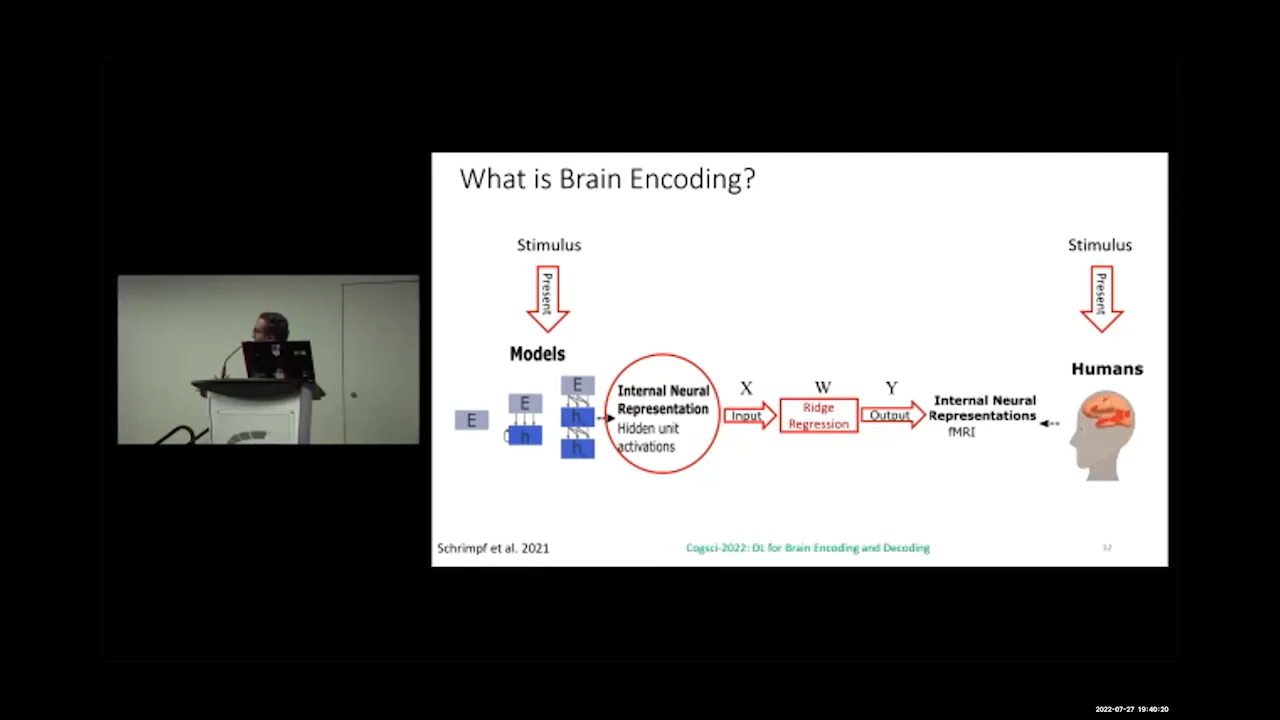 What is Brain Encoding?
Stimulus
Stimulus
Present
Present
Models
Humans
E
E
h
E
h
h
Internal Neural
Representation
Hidden unit
activations
X
Input
W
Ridge
Regression
Y
Output
Internal Neural
Representations
fMRI
Schrimpf et al. 2021
Cogsci-2022: DL for Brain Encoding and Decoding
12
2022-07-27 19:40:20